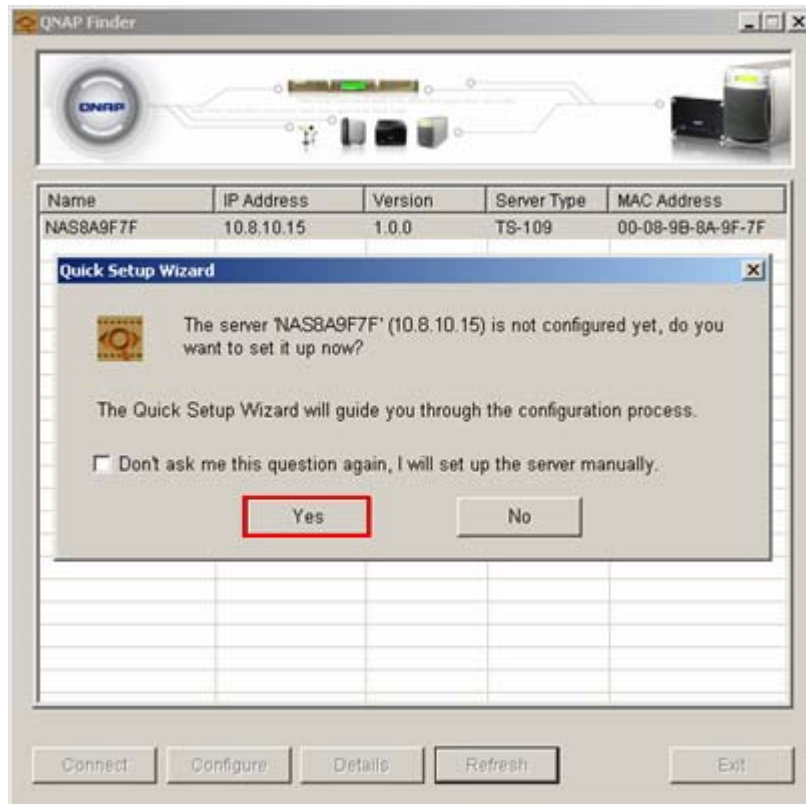 QNAP Finder
QNAP
Name IP Address Version Server Type MAC Address
NAS8A9F7F 10.8.10.15 1.0.0 TS-109 00-08-9B-8A-9F-7F
Quick Setup Wizard
The server 'NAS8A9F7F' (10.8.10.15) is not configured yet, do you
want to set it up now?
The Quick Setup Wizard will guide you through the configuration process.
Don't ask me this question again, I will set up the server manually.
Yes No
Connect Configure Details Refresh Exit